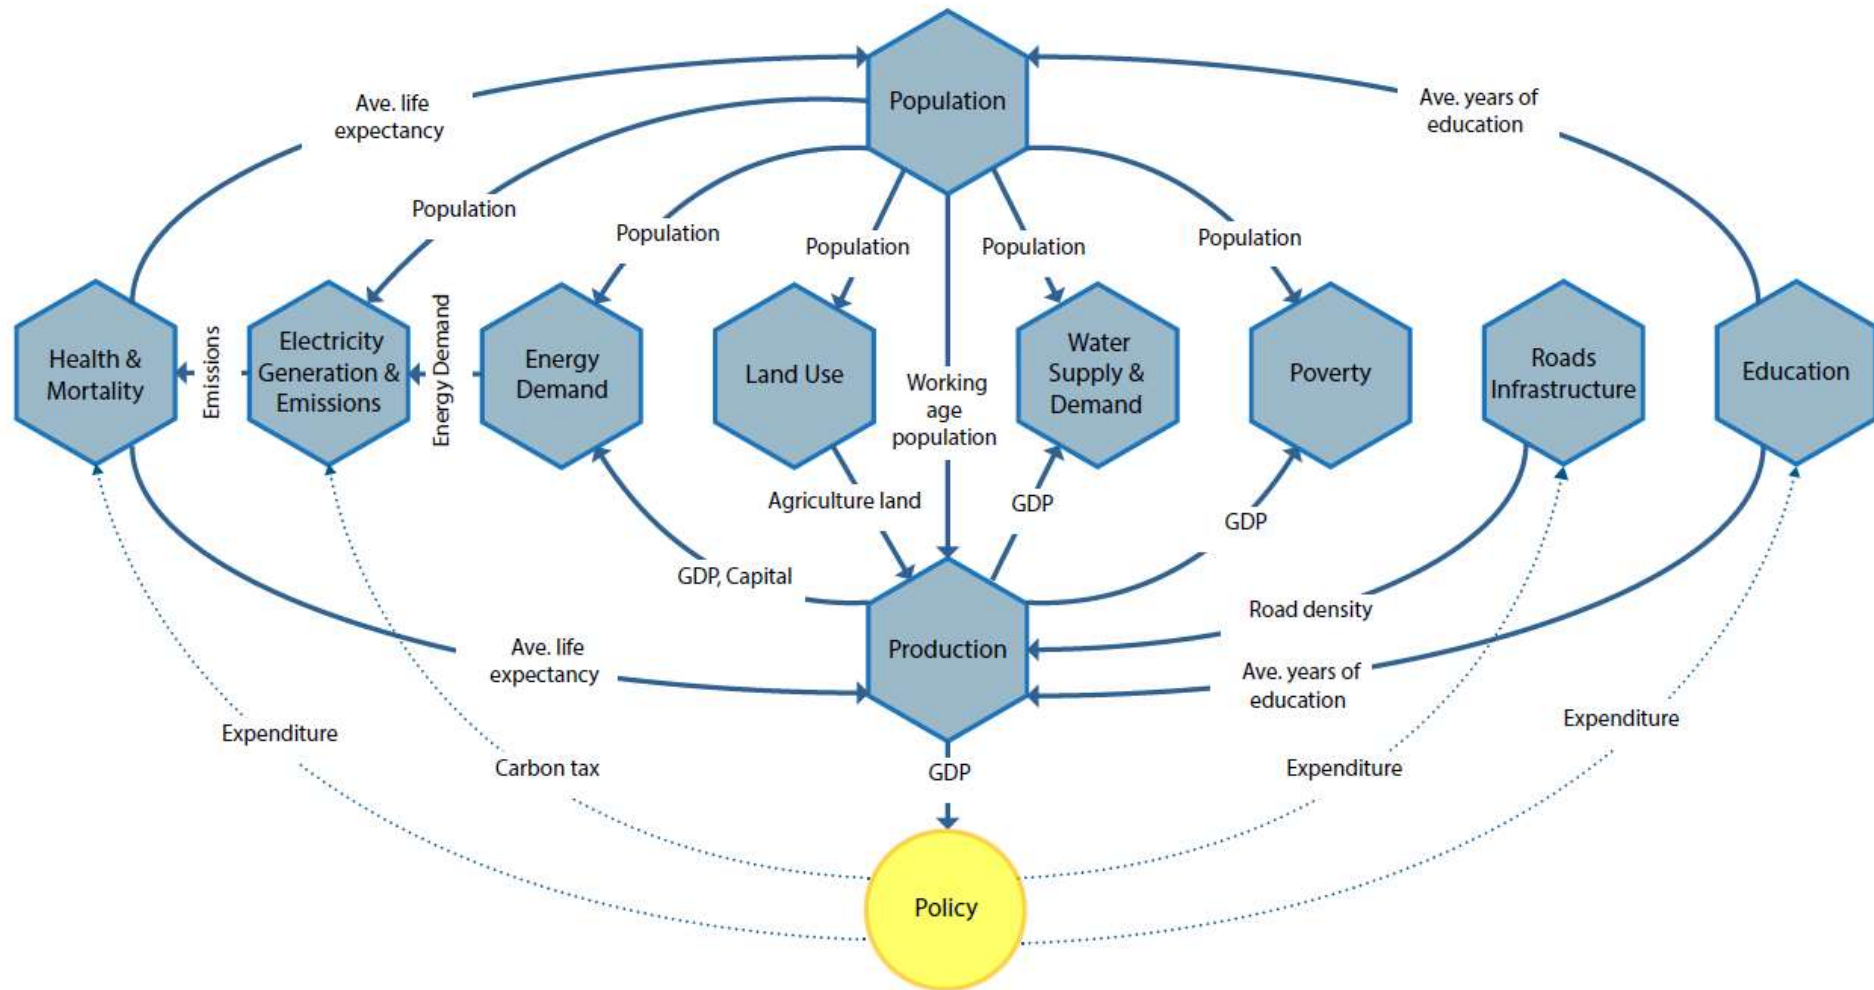 Population
Ave. life
expectancy
Ave. years of
education
Population
Population
Population
Population
Population
Health &
Mortality
Emissions
Electricity
Generation &
Emissions
Energy Demand
Energy
Demand
Land Use
Working
age
population
Water
Supply &
Demand
Poverty
Roads
Infrastructure
Education
Agriculture land
GDP
GDP
GDP, Capital
Road density
Ave. life
expectancy
Production
Ave. years of
education
Expenditure
Carbon tax
GDP
Expenditure
Expenditure
Policy